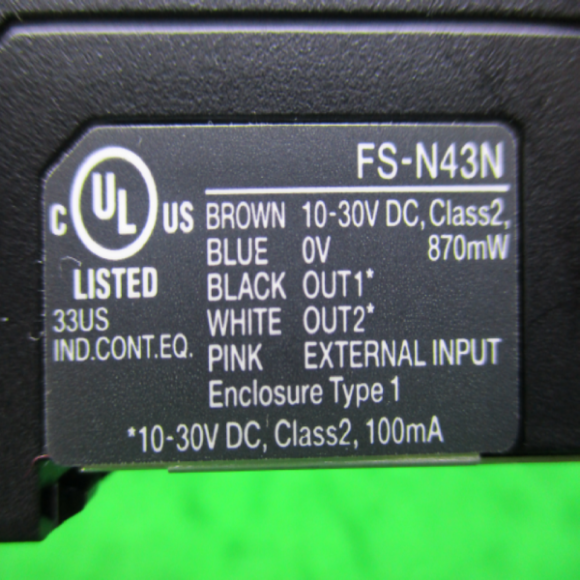 FS-N43N
C UL US
LISTED
33US
IND.CONT.EQ.
BROWN 10-30V DC, Class2,
BLUE 0V 870mW
BLACK OUT1*
WHITE OUT2*
PINK EXTERNAL INPUT
Enclosure Type 1
*10-30V DC, Class2, 100mA